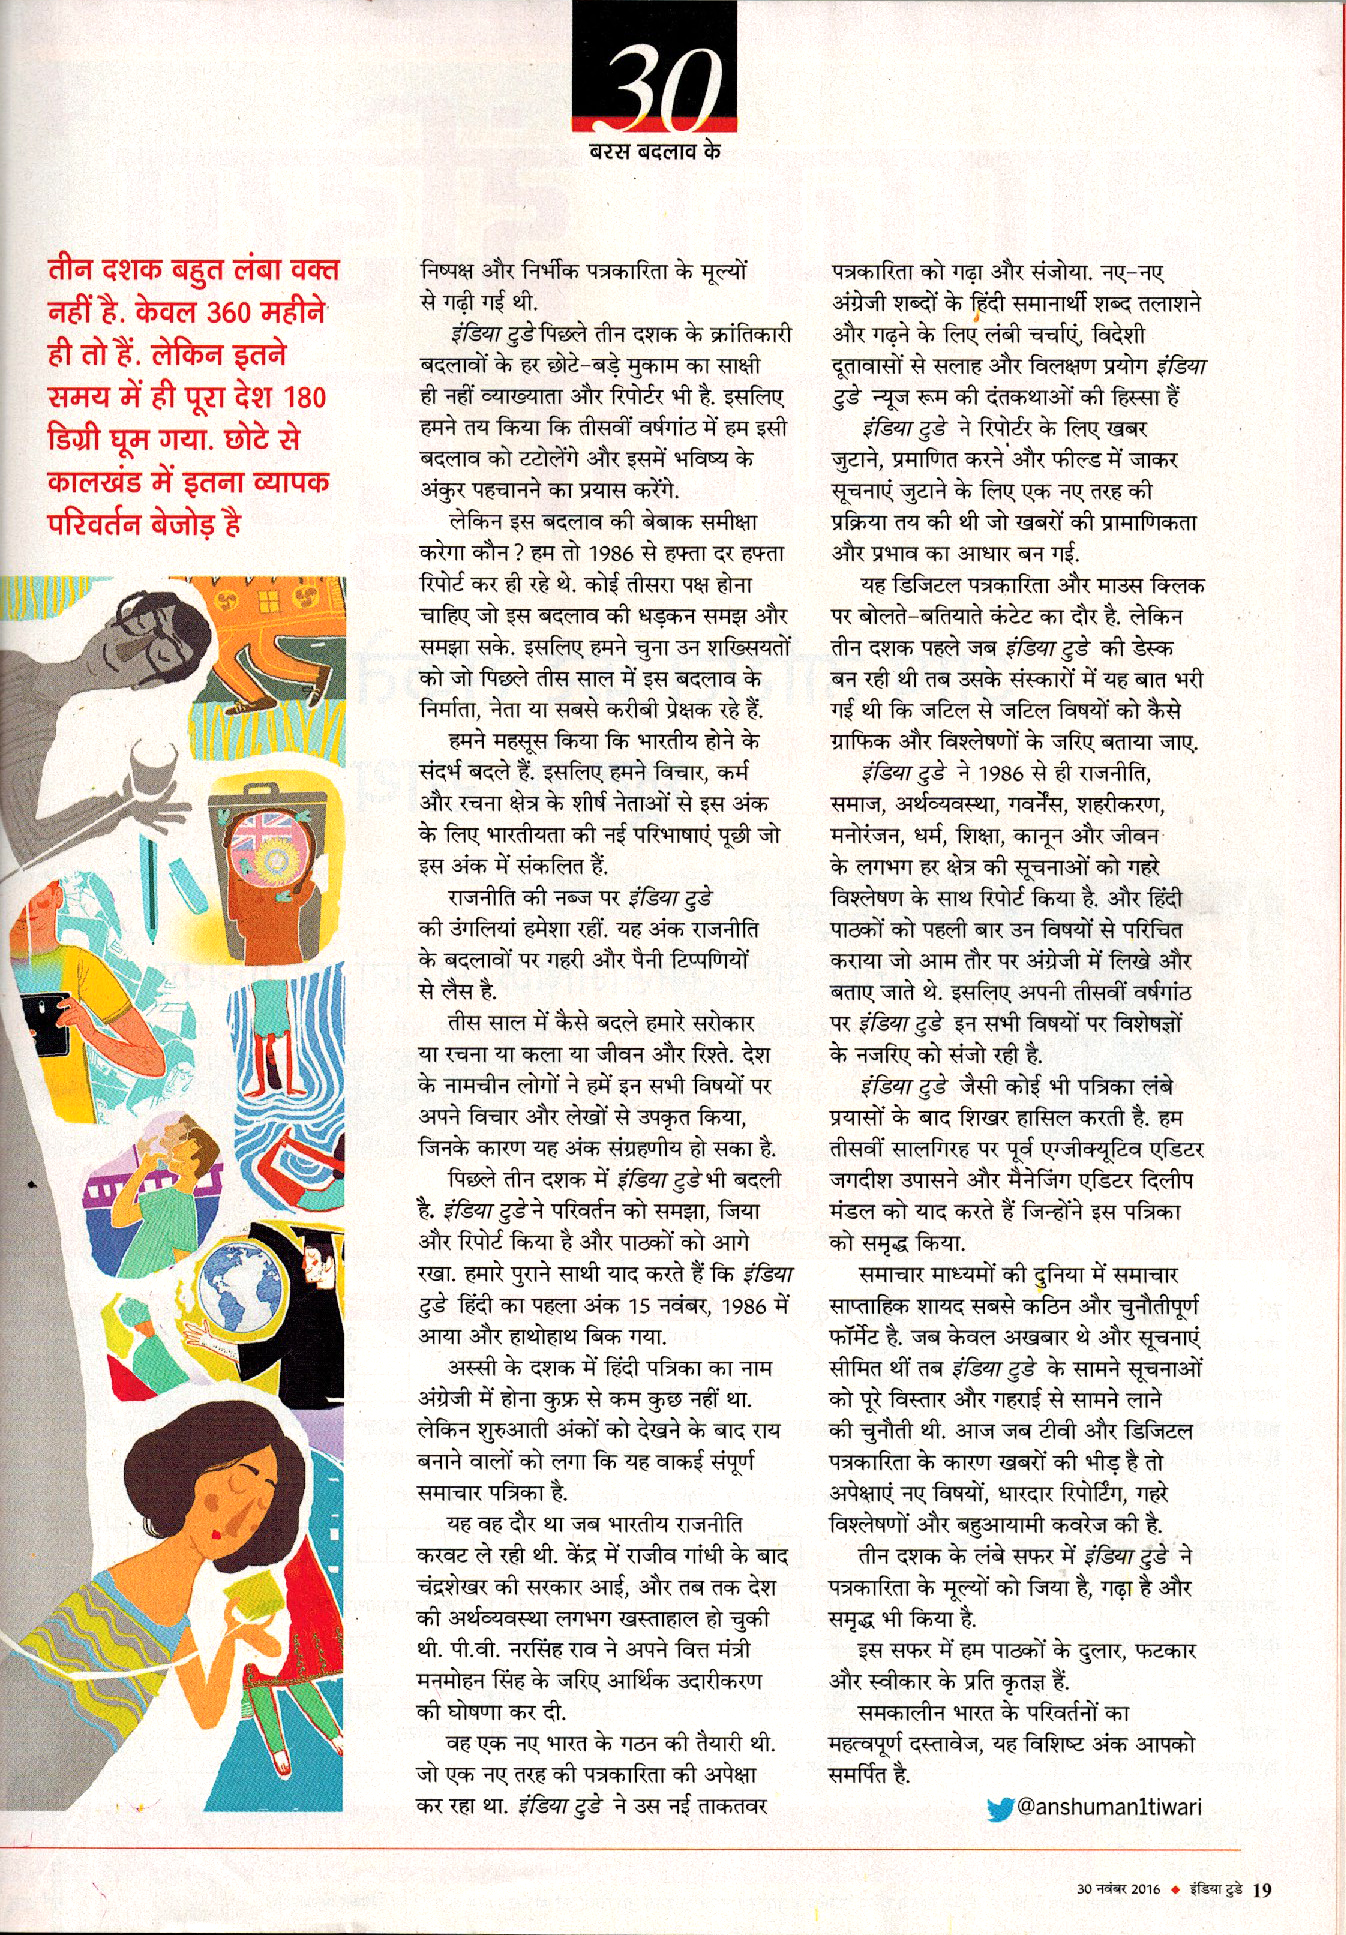 30
बरस बदलाव के
तीन दशक बहुत लंबा वक्त
नहीं है. केवल 360 महीने
ही तो हैं. लेकिन इतने
समय में ही पूरा देश 180
डिग्री घूम गया. छोटे से
कालखंड में इतना व्यापक
परिवर्तन बेजोड़ है
निष्पक्ष और निर्भीक पत्रकारिता के मूल्यों
से गढ़ी गई थी.
इंडिया टुडे पिछले तीन दशक के क्रांतिकारी
बदलावों के हर छोटे-बड़े मुकाम का साक्षी
ही नहीं व्याख्याता और रिपोर्टर भी है. इसलिए
हमने तय किया कि तीसवीं वर्षगांठ में हम इसी
बदलाव को टटोलेंगे और इसमें भविष्य के
अंकुर पहचानने का प्रयास करेंगे.
लेकिन इस बदलाव की बेबाक समीक्षा
करेगा कौन? हम तो 1986 से हफ्ता दर हफ्ता
रिपोर्ट कर ही रहे थे. कोई तीसरा पक्ष होना
चाहिए जो इस बदलाव की धड़कन समझ और
समझा सके. इसलिए हमने चुना उन शख्सियतों
को जो पिछले तीस साल में इस बदलाव के
निर्माता, नेता या सबसे करीबी प्रेक्षक रहे हैं.
हमने महसूस किया कि भारतीय होने के
संदर्भ बदले हैं. इसलिए हमने विचार, कर्म
और रचना क्षेत्र के शीर्ष नेताओं से इस अंक
के लिए भारतीयता की नई परिभाषाएं पूछी जो
इस अंक में संकलित हैं.
राजनीति की नब्ज पर इंडिया टुडे
की उंगलियां हमेशा रहीं. यह अंक राजनीति
के बदलावों पर गहरी और पैनी टिप्पणियों
से लैस है.
तीस साल में कैसे बदले हमारे सरोकार
या रचना या कला या जीवन और रिश्ते. देश
के नामचीन लोगों ने हमें इन सभी विषयों पर
अपने विचार और लेखों से उपकृत किया,
जिनके कारण यह अंक संग्रहणीय हो सका है.
पिछले तीन दशक में इंडिया टुडे भी बदली
है. इंडिया टुडे ने परिवर्तन को समझा, जिया
और रिपोर्ट किया है और पाठकों को आगे
रखा. हमारे पुराने साथी याद करते हैं कि इंडिया
टुडे हिंदी का पहला अंक 15 नवंबर, 1986 में
आया और हाथोहाथ बिक गया.
अस्सी के दशक में हिंदी पत्रिका का नाम
अंग्रेजी में होना कुफ्र से कम कुछ नहीं था.
लेकिन शुरुआती अंकों को देखने के बाद राय
बनाने वालों को लगा कि यह वाकई संपूर्ण
समाचार पत्रिका है.
यह वह दौर था जब भारतीय राजनीति
करवट ले रही थी. केंद्र में राजीव गांधी के बाद
चंद्रशेखर की सरकार आई, और तब तक देश
की अर्थव्यवस्था लगभग खस्ताहाल हो चुकी
थी. पी.वी. नरसिंह राव ने अपने वित्त मंत्री
मनमोहन सिंह के जरिए आर्थिक उदारीकरण
की घोषणा कर दी.
वह एक नए भारत के गठन की तैयारी थी.
जो एक नए तरह की पत्रकारिता की अपेक्षा
कर रहा था. इंडिया टुडे ने उस नई ताकतवर
पत्रकारिता को गढ़ा और संजोया. नए-नए
अंग्रेजी शब्दों के हिंदी समानार्थी शब्द तलाशने
और गढ़ने के लिए लंबी चर्चाएं, विदेशी
दूतावासों से सलाह और विलक्षण प्रयोग इंडिया
टुडे न्यूज रूम की दंतकथाओं की हिस्सा हैं
इंडिया टुडे ने रिपोर्टर के लिए खबर
जुटाने, प्रमाणित करने और फील्ड में जाकर
सूचनाएं जुटाने के लिए एक नए तरह की
प्रक्रिया तय की थी जो खबरों की प्रामाणिकता
और प्रभाव का आधार बन गई.
यह डिजिटल पत्रकारिता और माउस क्लिक
पर बोलते-बतियाते कंटेट का दौर है. लेकिन
तीन दशक पहले जब इंडिया टुडे की डेस्क
बन रही थी तब उसके संस्कारों में यह बात भरी
गई थी कि जटिल से जटिल विषयों को कैसे
ग्राफिक और विश्लेषणों के जरिए बताया जाए.
इंडिया टुडे ने 1986 से ही राजनीति,
समाज, अर्थव्यवस्था, गवर्नेंस, शहरीकरण,
मनोरंजन, धर्म, शिक्षा, कानून और जीवन
के लगभग हर क्षेत्र की सूचनाओं को गहरे
विश्लेषण के साथ रिपोर्ट किया है. और हिंदी
पाठकों को पहली बार उन विषयों से परिचित
कराया जो आम तौर पर अंग्रेजी में लिखे और
बताए जाते थे. इसलिए अपनी तीसवीं वर्षगांठ
पर इंडिया टुडे इन सभी विषयों पर विशेषज्ञों
के नजरिए को संजो रही है.
इंडिया टुडे जैसी कोई भी पत्रिका लंबे
प्रयासों के बाद शिखर हासिल करती है. हम
तीसवीं सालगिरह पर पूर्व एग्जीक्यूटिव एडिटर
जगदीश उपासने और मैनेजिंग एडिटर दिलीप
मंडल को याद करते हैं जिन्होंने इस पत्रिका
को समृद्ध किया.
समाचार माध्यमों की दुनिया में समाचार
साप्ताहिक शायद सबसे कठिन और चुनौतीपूर्ण
फॉर्मेट है. जब केवल अखबार थे और सूचनाएं
सीमित थीं तब इंडिया टुडे के सामने सूचनाओं
को पूरे विस्तार और गहराई से सामने लाने
की चुनौती थी. आज जब टीवी और डिजिटल
पत्रकारिता के कारण खबरों की भीड़ है तो
अपेक्षाएं नए विषयों, धारदार रिपोर्टिंग, गहरे
विश्लेषणों और बहुआयामी कवरेज की है.
तीन दशक के लंबे सफर में इंडिया टुडे ने
पत्रकारिता के मूल्यों को जिया है, गढ़ा है और
समृद्ध भी किया है.
इस सफर में हम पाठकों के दुलार, फटकार
और स्वीकार के प्रति कृतज्ञ हैं.
समकालीन भारत के परिवर्तनों का
महत्वपूर्ण दस्तावेज, यह विशिष्ट अंक आपको
समर्पित है.
@anshuman1tiwari
30 नवंबर 2016 ◆ इंडिया टुडे 19